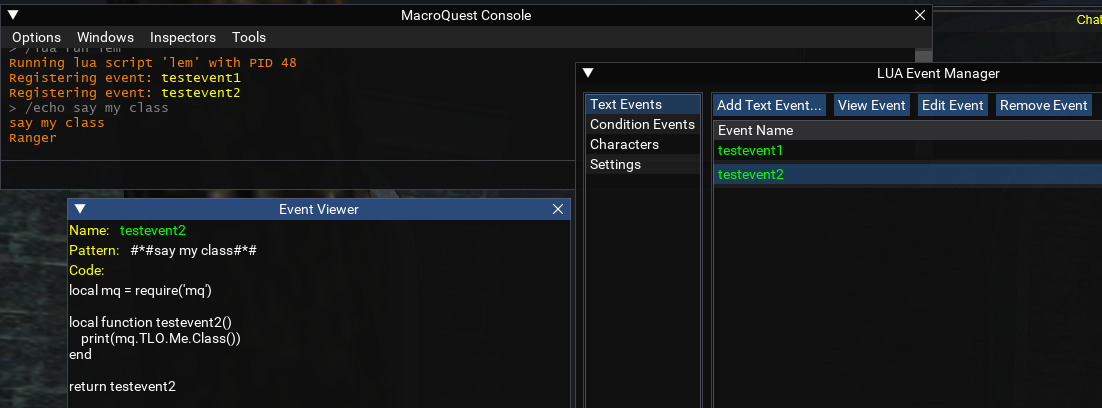 MacroQuest Console
Options Windows Inspectors Tools
> /lua run lem
Running lua script 'lem' with PID 48
Registering event: testevent1
Registering event: testevent2
> /echo say my class
say my class
Ranger
Chat
LUA Event Manager
Text Events
Condition Events
Characters
Settings
Add Text Event... View Event Edit Event Remove Event
Event Name
testevent1
testevent2
Event Viewer
Name: testevent2
Pattern: #*#say my class#*#
Code:
local mq = require('mq')
local function testevent2()
print(mq.TLO.Me.Class())
end
return testevent2